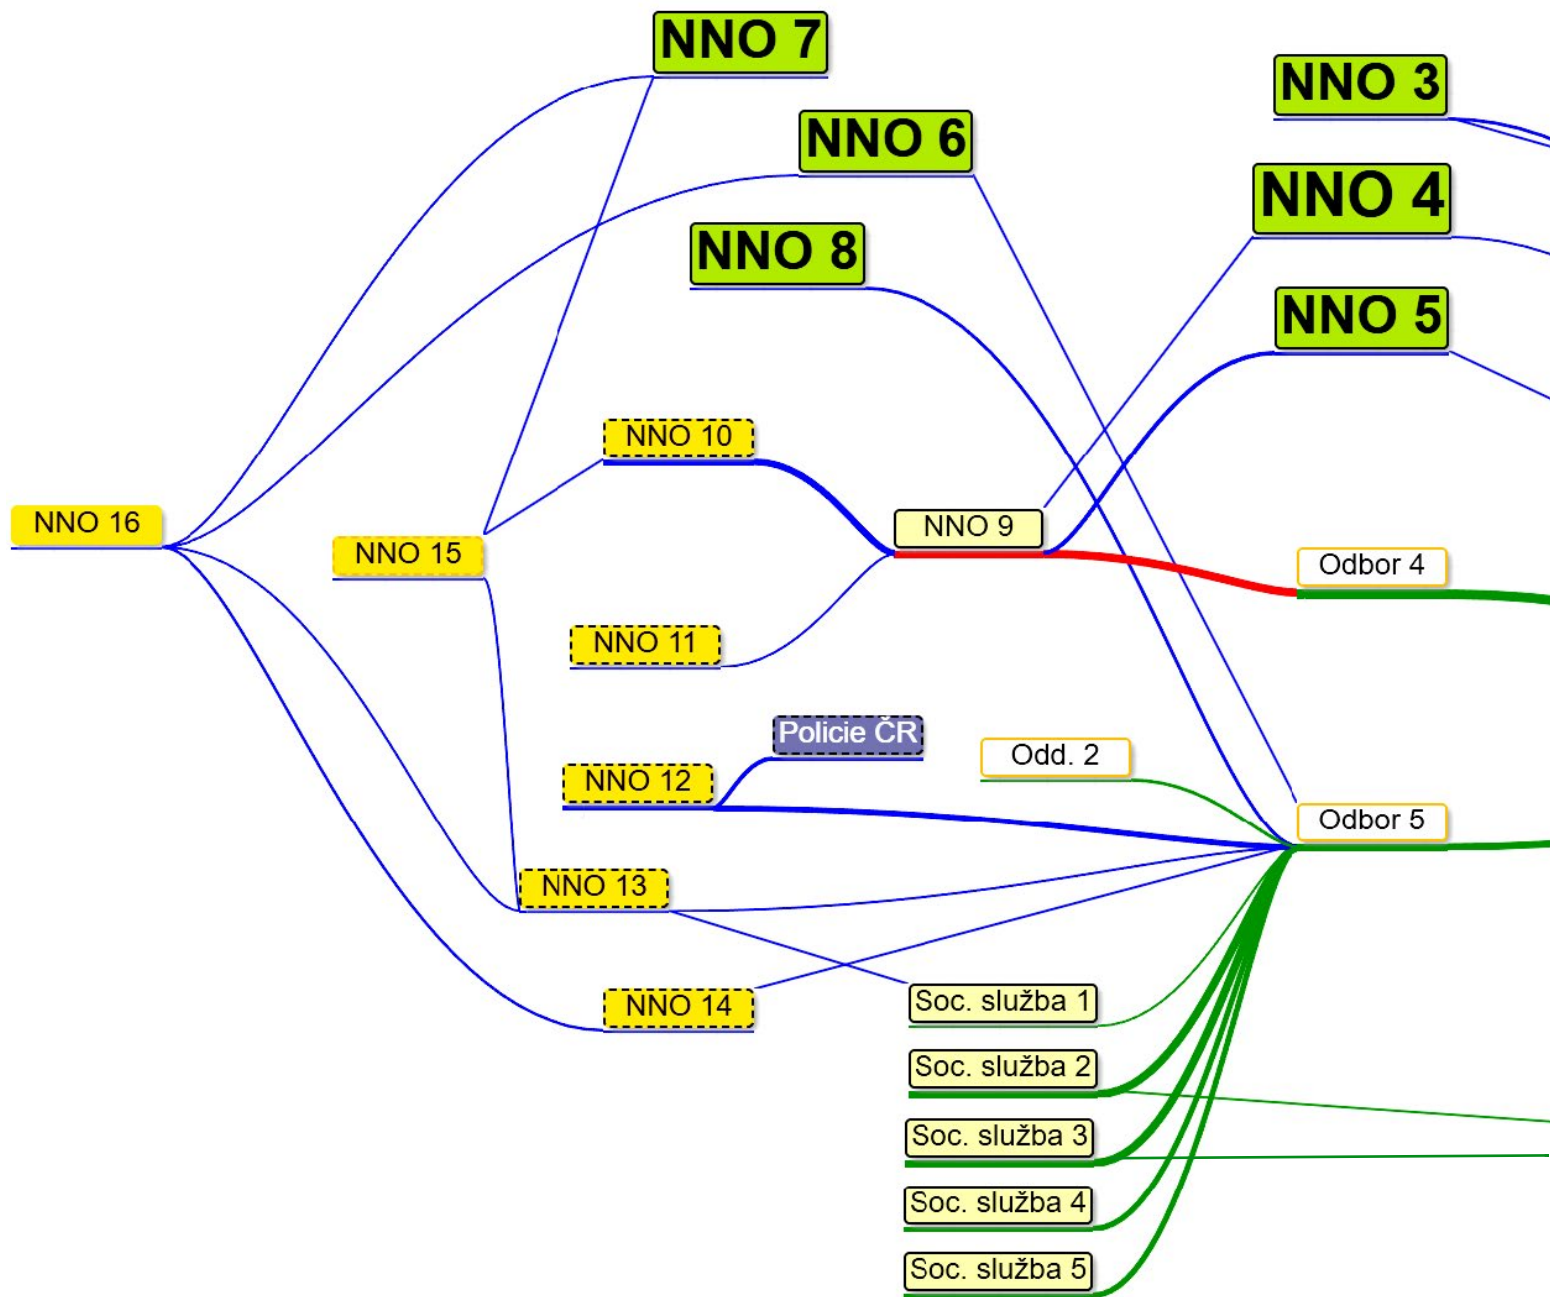 NNO 7
NNO 3
NNO 6
NNO 4
NNO 8
NNO 5
NNO 10
NNO 16
NNO 9
NNO 15
Odbor 4
NNO 11
Policie ČR
Odd. 2
NNO 12
Odbor 5
NNO 13
NNO 14
Soc. služba 1
Soc. služba 2
Soc. služba 3
Soc. služba 4
Soc. služba 5